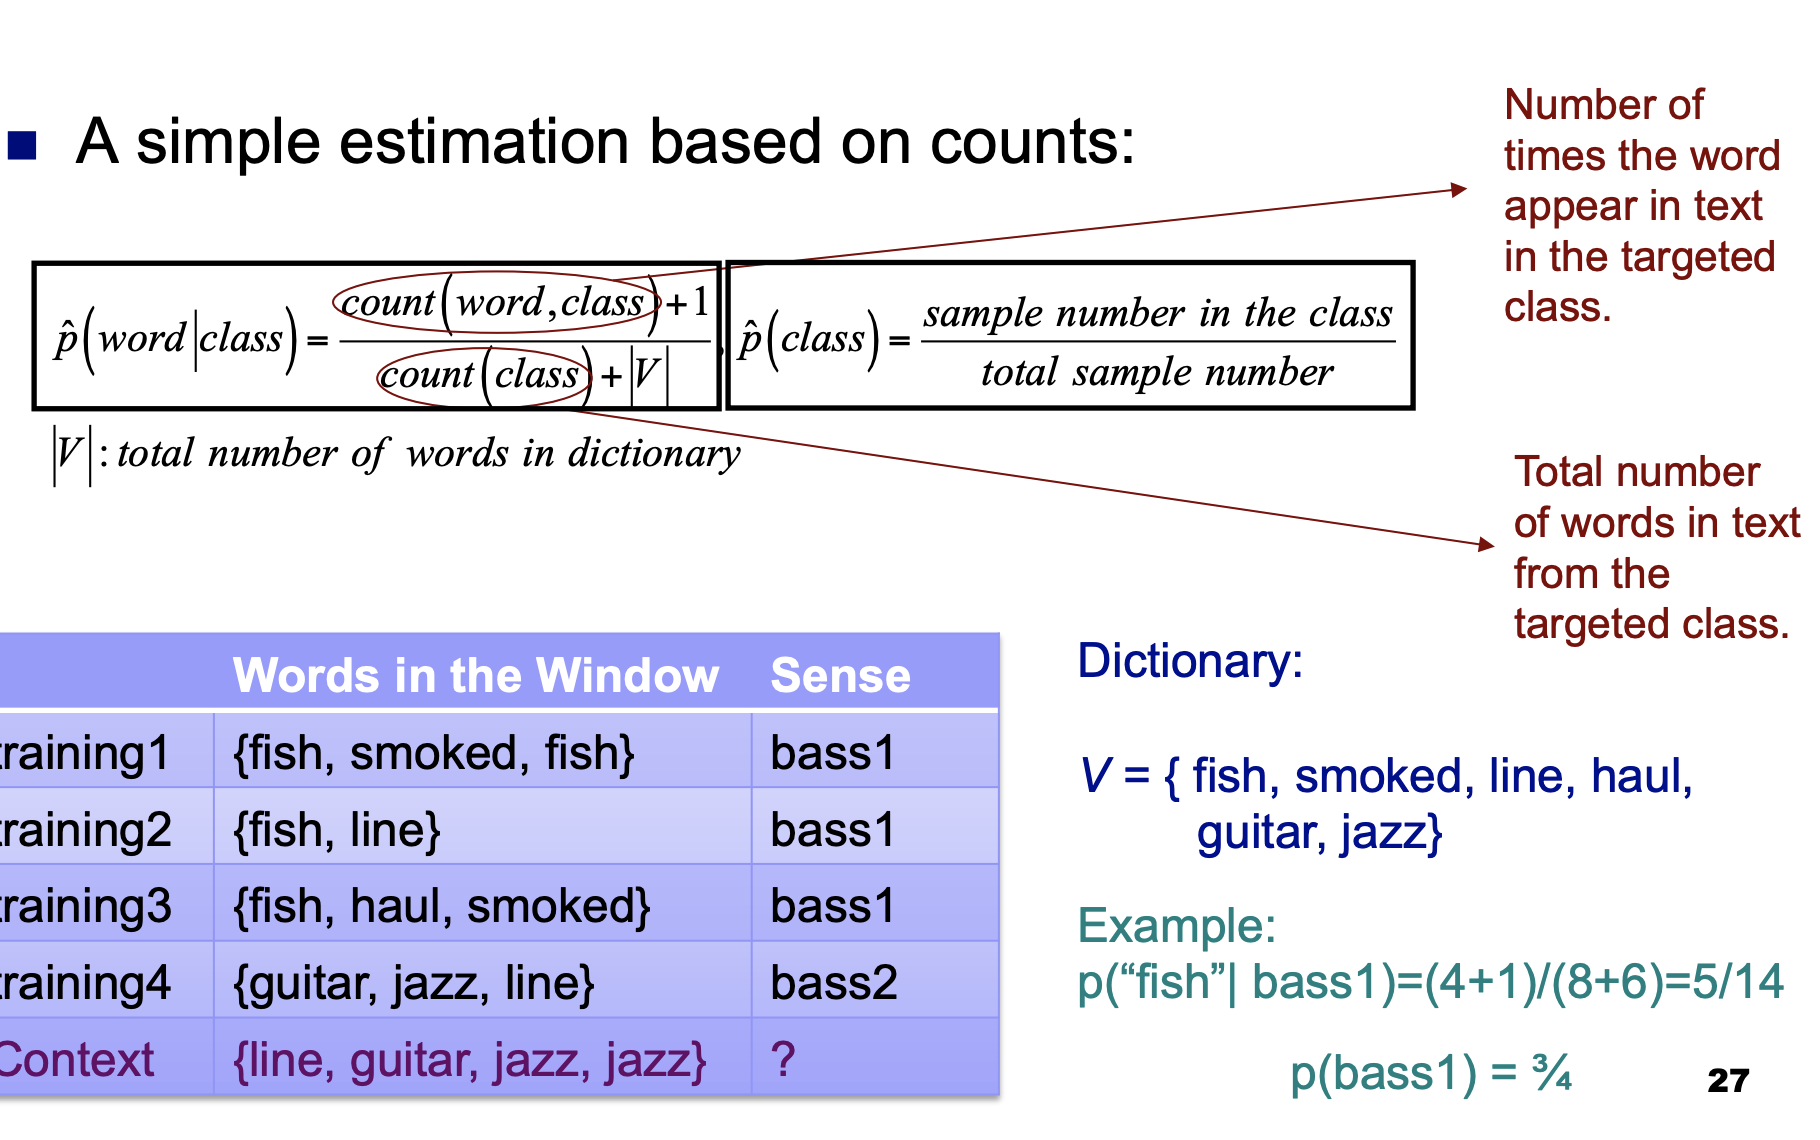 A simple estimation based on counts:
Number of
times the word
appear in text
in the targeted
class.
p̂(word|class) = (count(word,class)+1) / (count(class)+|V|), p̂(class) = sample number in the class / total sample number
|V|: total number of words in dictionary
Total number
of words in text
from the
targeted class.
Words in the Window Sense
raining1 {fish, smoked, fish} bass1
raining2 {fish, line} bass1
raining3 {fish, haul, smoked} bass1
raining4 {guitar, jazz, line} bass2
Context {line, guitar, jazz, jazz} ?
Dictionary:
V = { fish, smoked, line, haul,
guitar, jazz}
Example:
p(“fish”| bass1)=(4+1)/(8+6)=5/14
p(bass1) = ¾
27